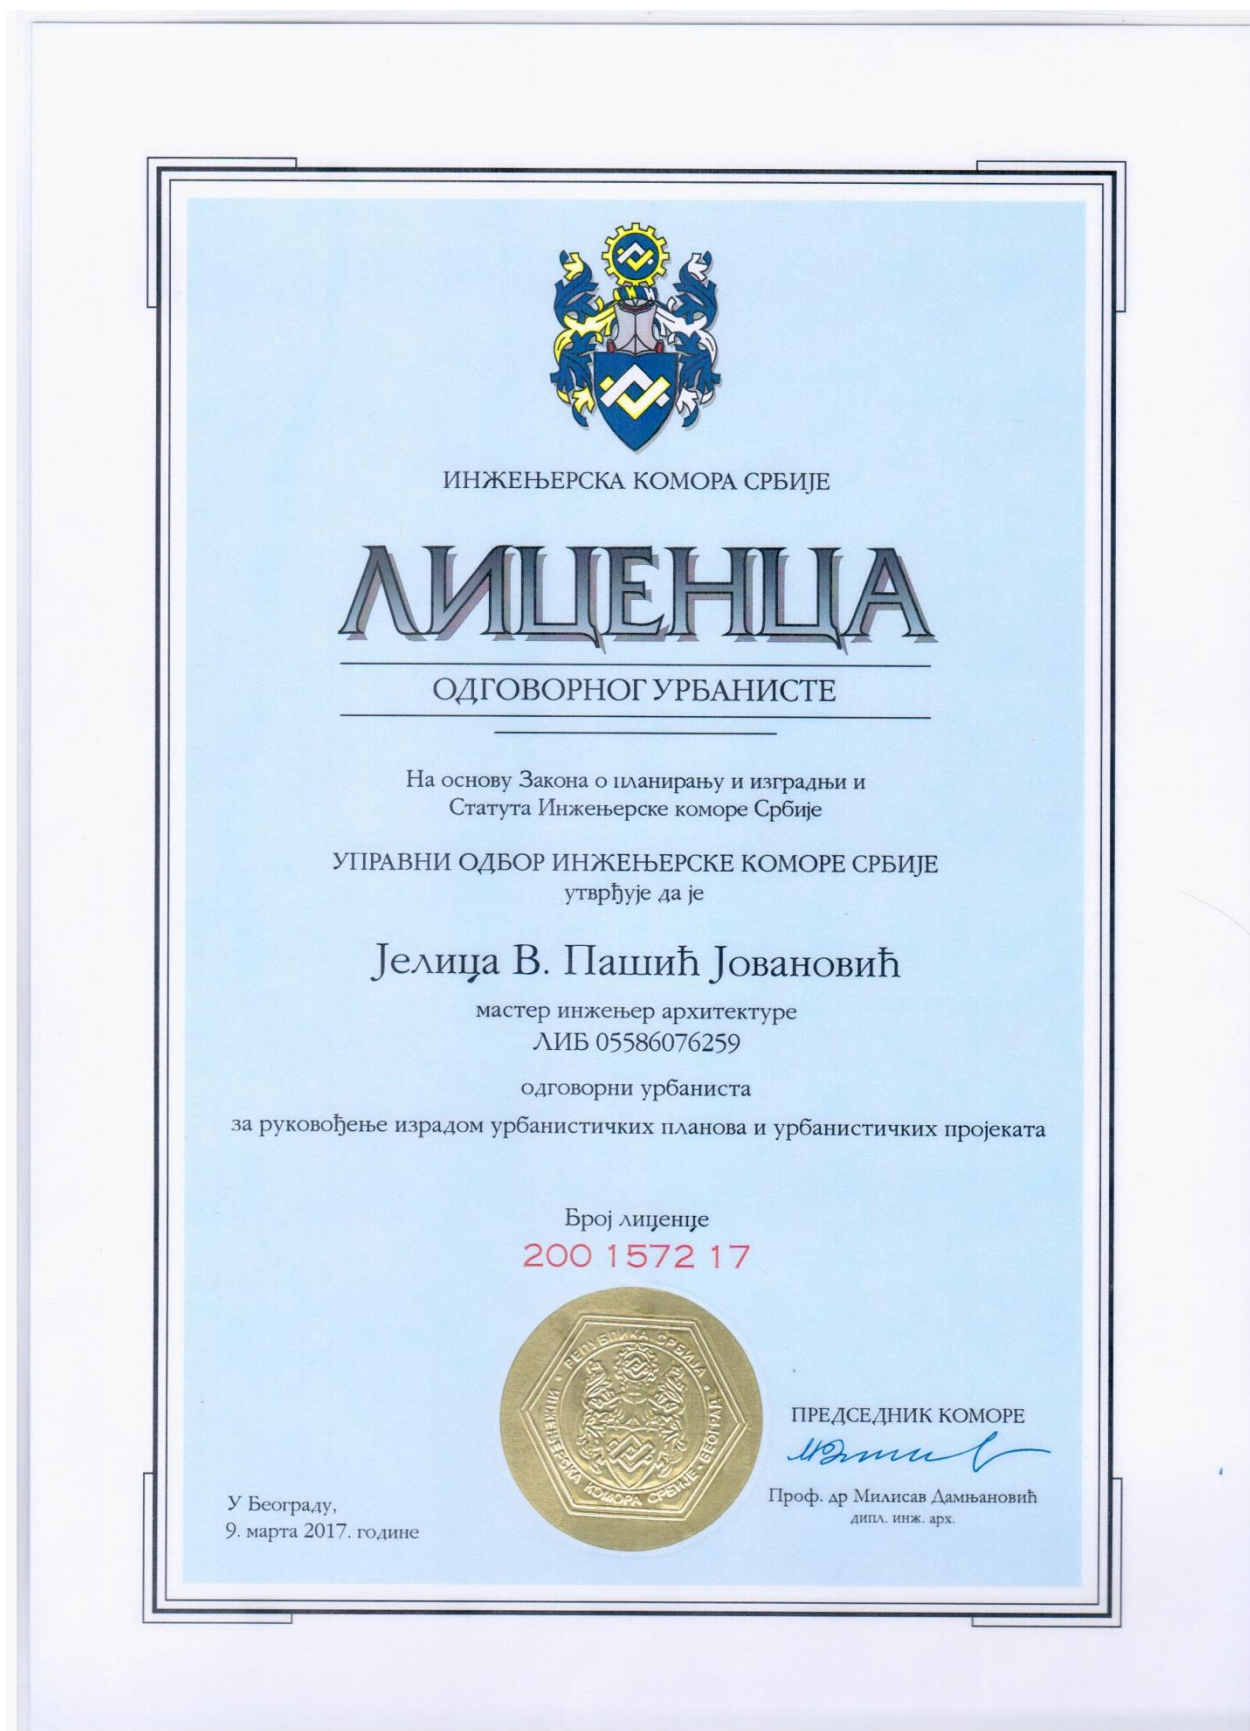 ИНЖЕЊЕРСКА КОМОРА СРБИЈЕ
ЛИЦЕНЦА
ОДГОВОРНОГ УРБАНИСТЕ
На основу Закона о планирању и изградњи и
Статута Инжењерске коморе Србије
УПРАВНИ ОДБОР ИНЖЕЊЕРСКЕ КОМОРЕ СРБИЈЕ
утврђује да је
Јелица В. Пашић Јовановић
мастер инжењер архитектуре
ЛИБ 05586076259
одговорни урбаниста
за руковођење израдом урбанистичких планова и урбанистичких пројеката
Број лиценце
200 1572 17
РЕПУБЛИКА СРБИЈА • БЕОГРАД
ИНЖЕЊЕРСКА КОМОРА СРБИЈЕ
ПРЕДСЕДНИК КОМОРЕ
Проф. др Милисав Дамњановић
дипл. инж. арх.
У Београду,
9. марта 2017. године